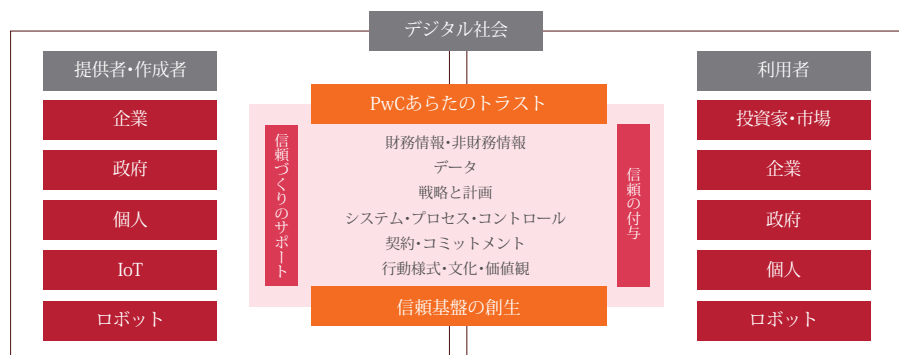 デジタル社会
提供者・作成者
企業
政府
個人
IoT
ロボット
信頼づくりのサポート
PwCあらたのトラスト
財務情報・非財務情報
データ
戦略と計画
システム・プロセス・コントロール
契約・コミットメント
行動様式・文化・価値観
信頼基盤の創生
信頼の付与
利用者
投資家・市場
企業
政府
個人
ロボット